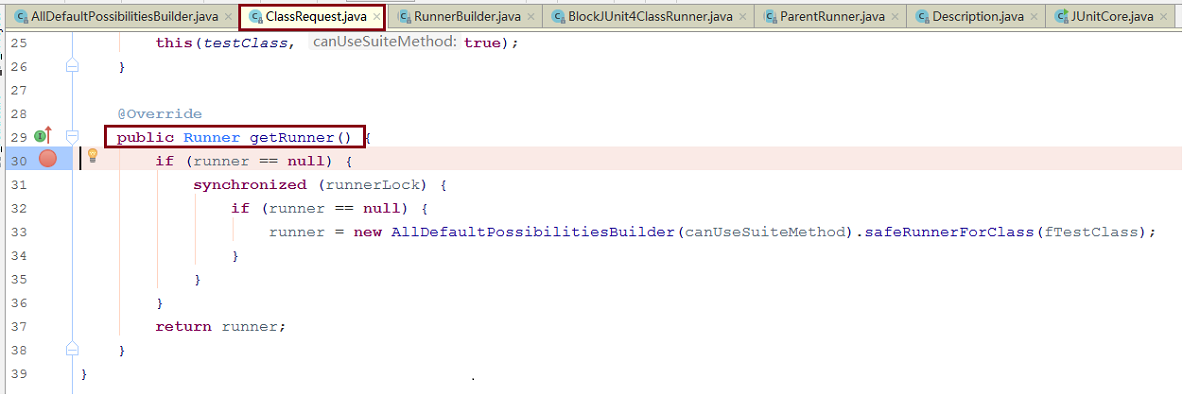 AllDefaultPossibilitiesBuilder.java × ClassRequest.java × RunnerBuilder.java × BlockJUnit4ClassRunner.java × ParentRunner.java × Description.java × JUnitCore.java ×
25 this(testClass, canUseSuiteMethod: true);
26 }
27
28 @Override
29 public Runner getRunner() {
30 if (runner == null) {
31 synchronized (runnerLock) {
32 if (runner == null) {
33 runner = new AllDefaultPossibilitiesBuilder(canUseSuiteMethod).safeRunnerForClass(fTestClass);
34 }
35 }
36 }
37 return runner;
38 }
39 }